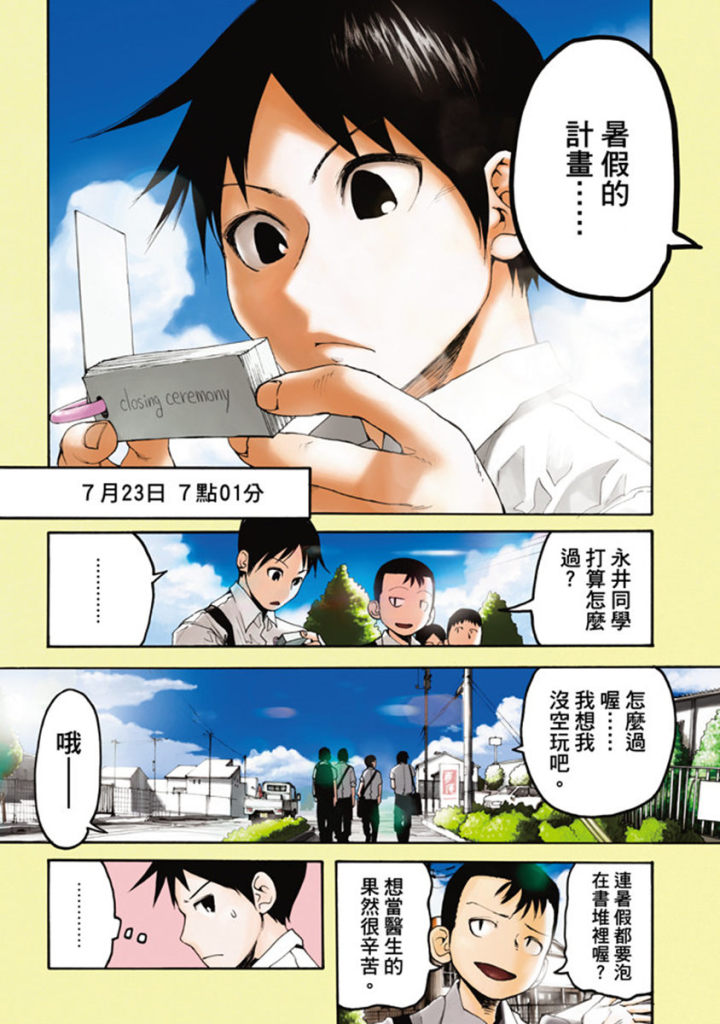 暑假的
計畫……
closing ceremony
7月23日 7點01分
永井同學
打算怎麼
過?
………
怎麼過
喔……
我想我
沒空玩吧。
哦——
連暑假都要泡
在書堆裡喔?
想當醫生的
果然很辛苦。
………